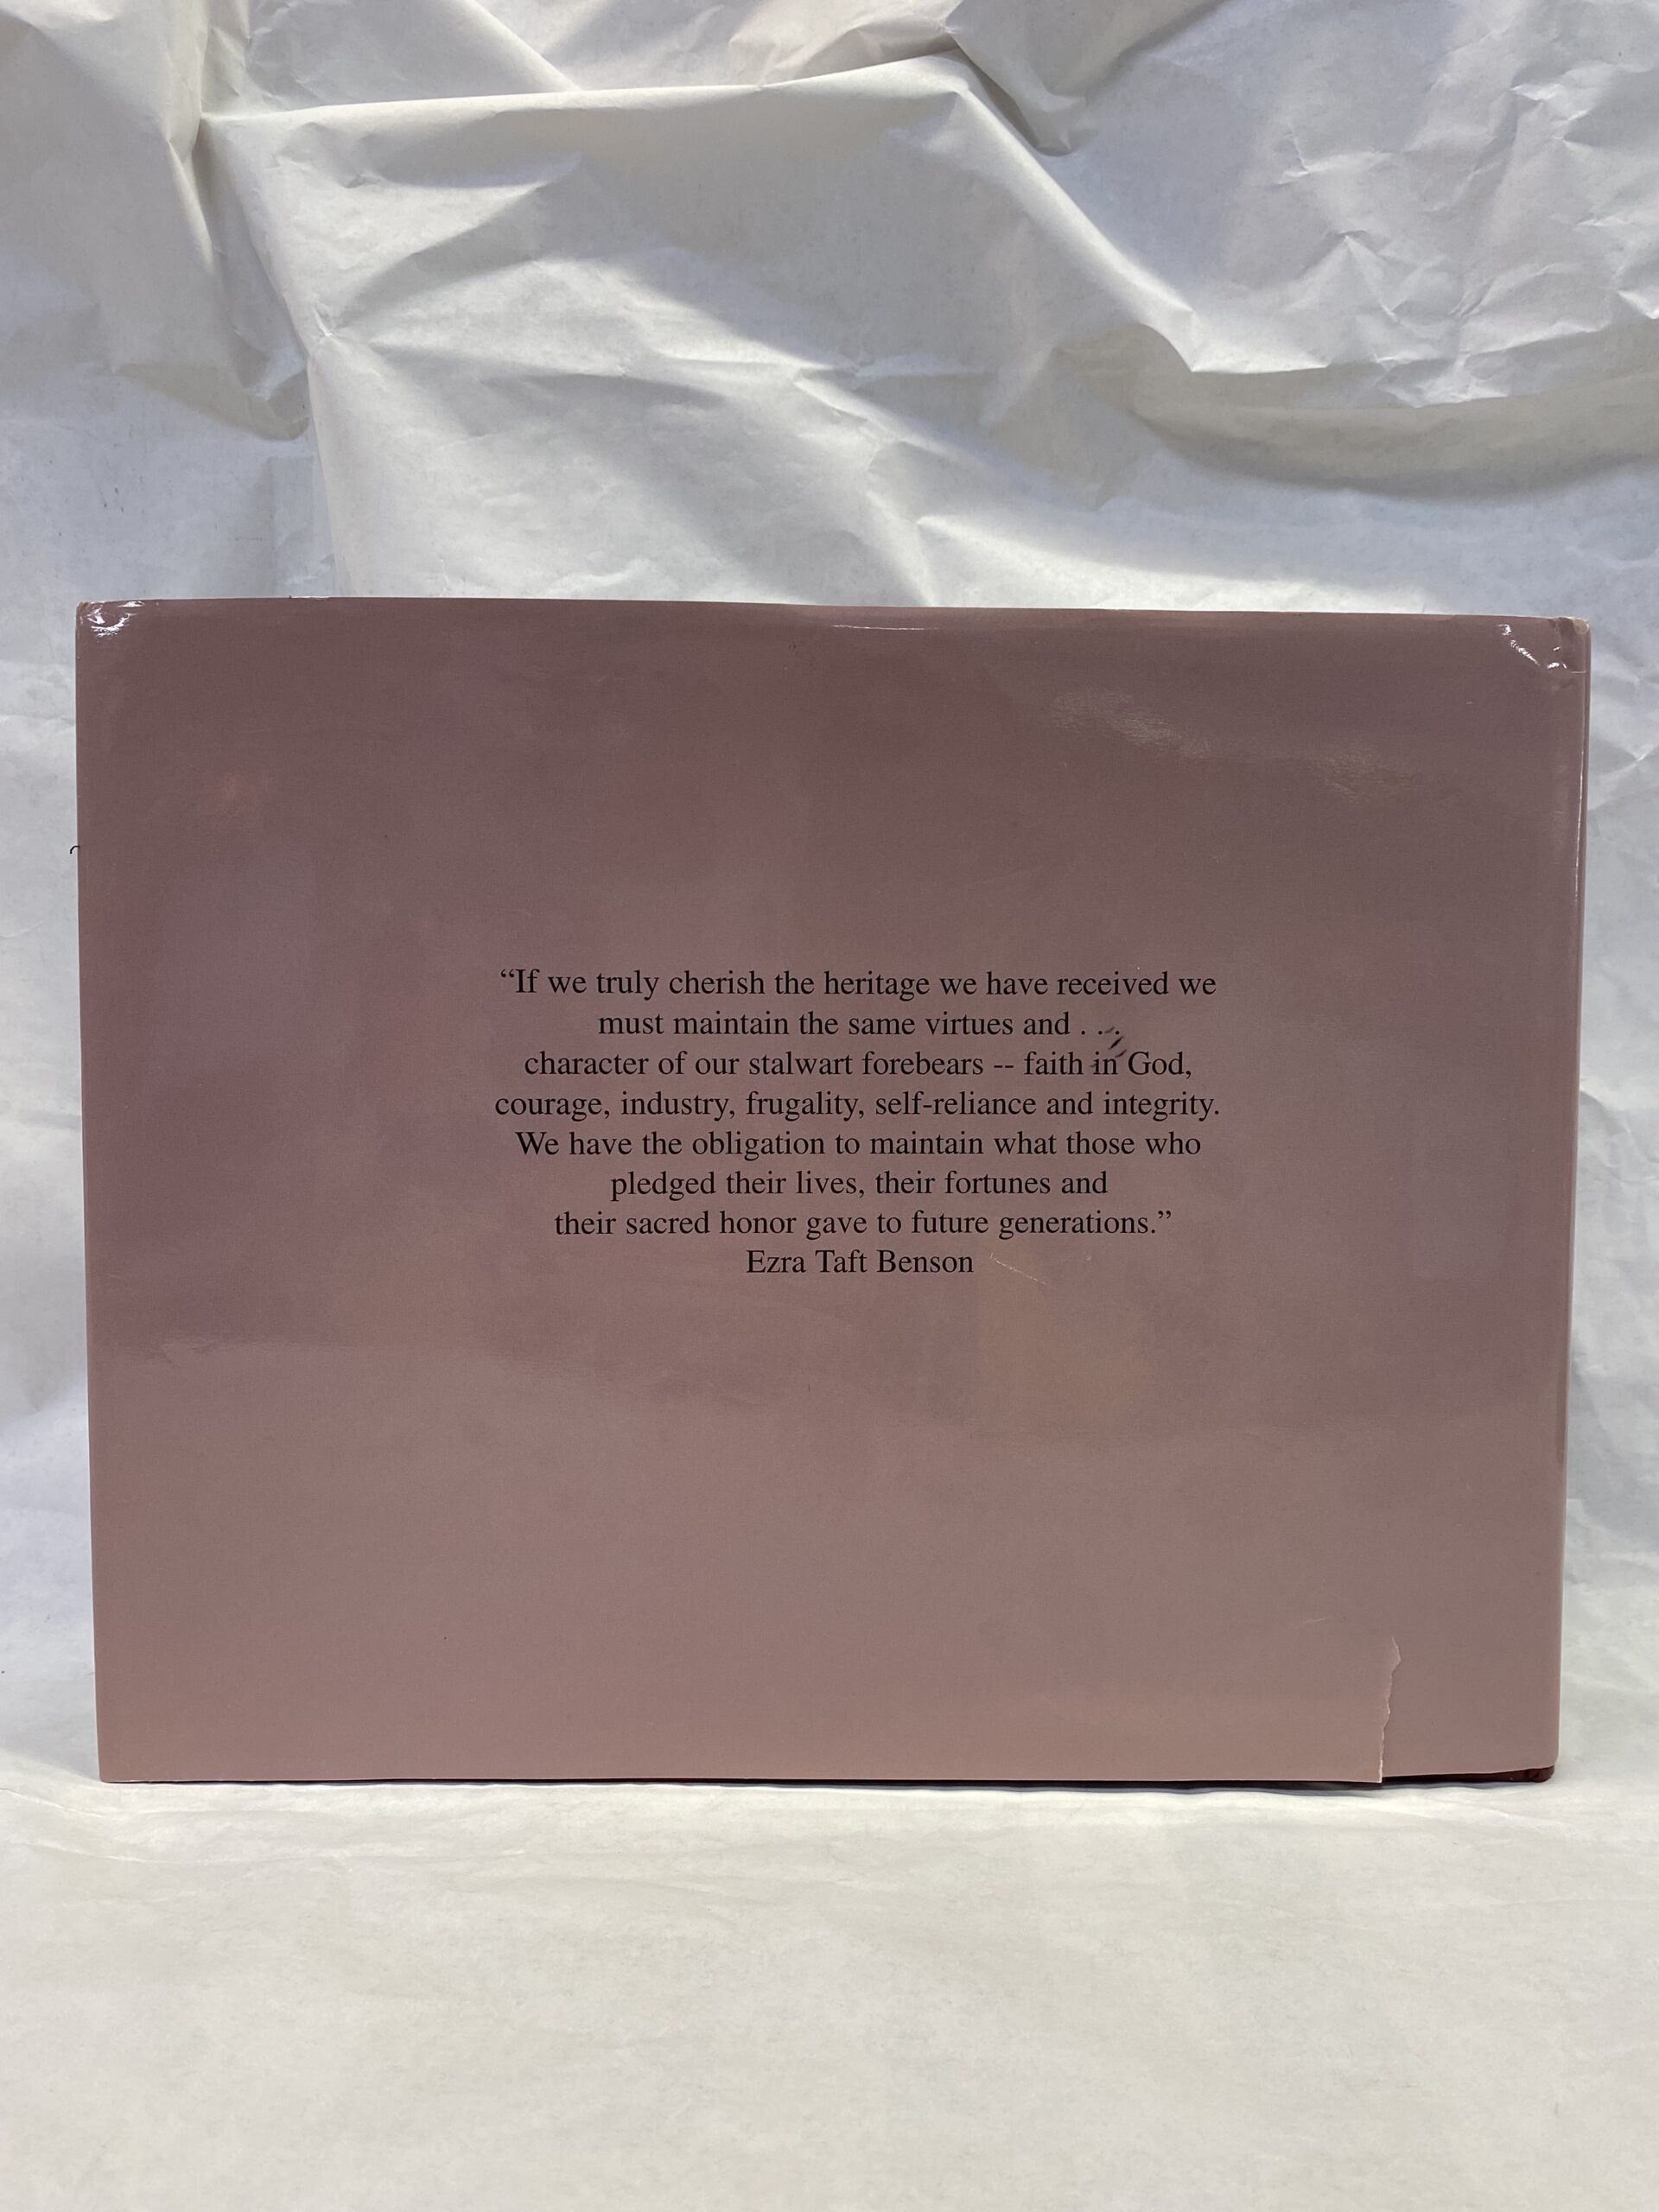 “If we truly cherish the heritage we have received we
must maintain the same virtues and . . .
character of our stalwart forebears -- faith in God,
courage, industry, frugality, self-reliance and integrity.
We have the obligation to maintain what those who
pledged their lives, their fortunes and
their sacred honor gave to future generations.”
Ezra Taft Benson